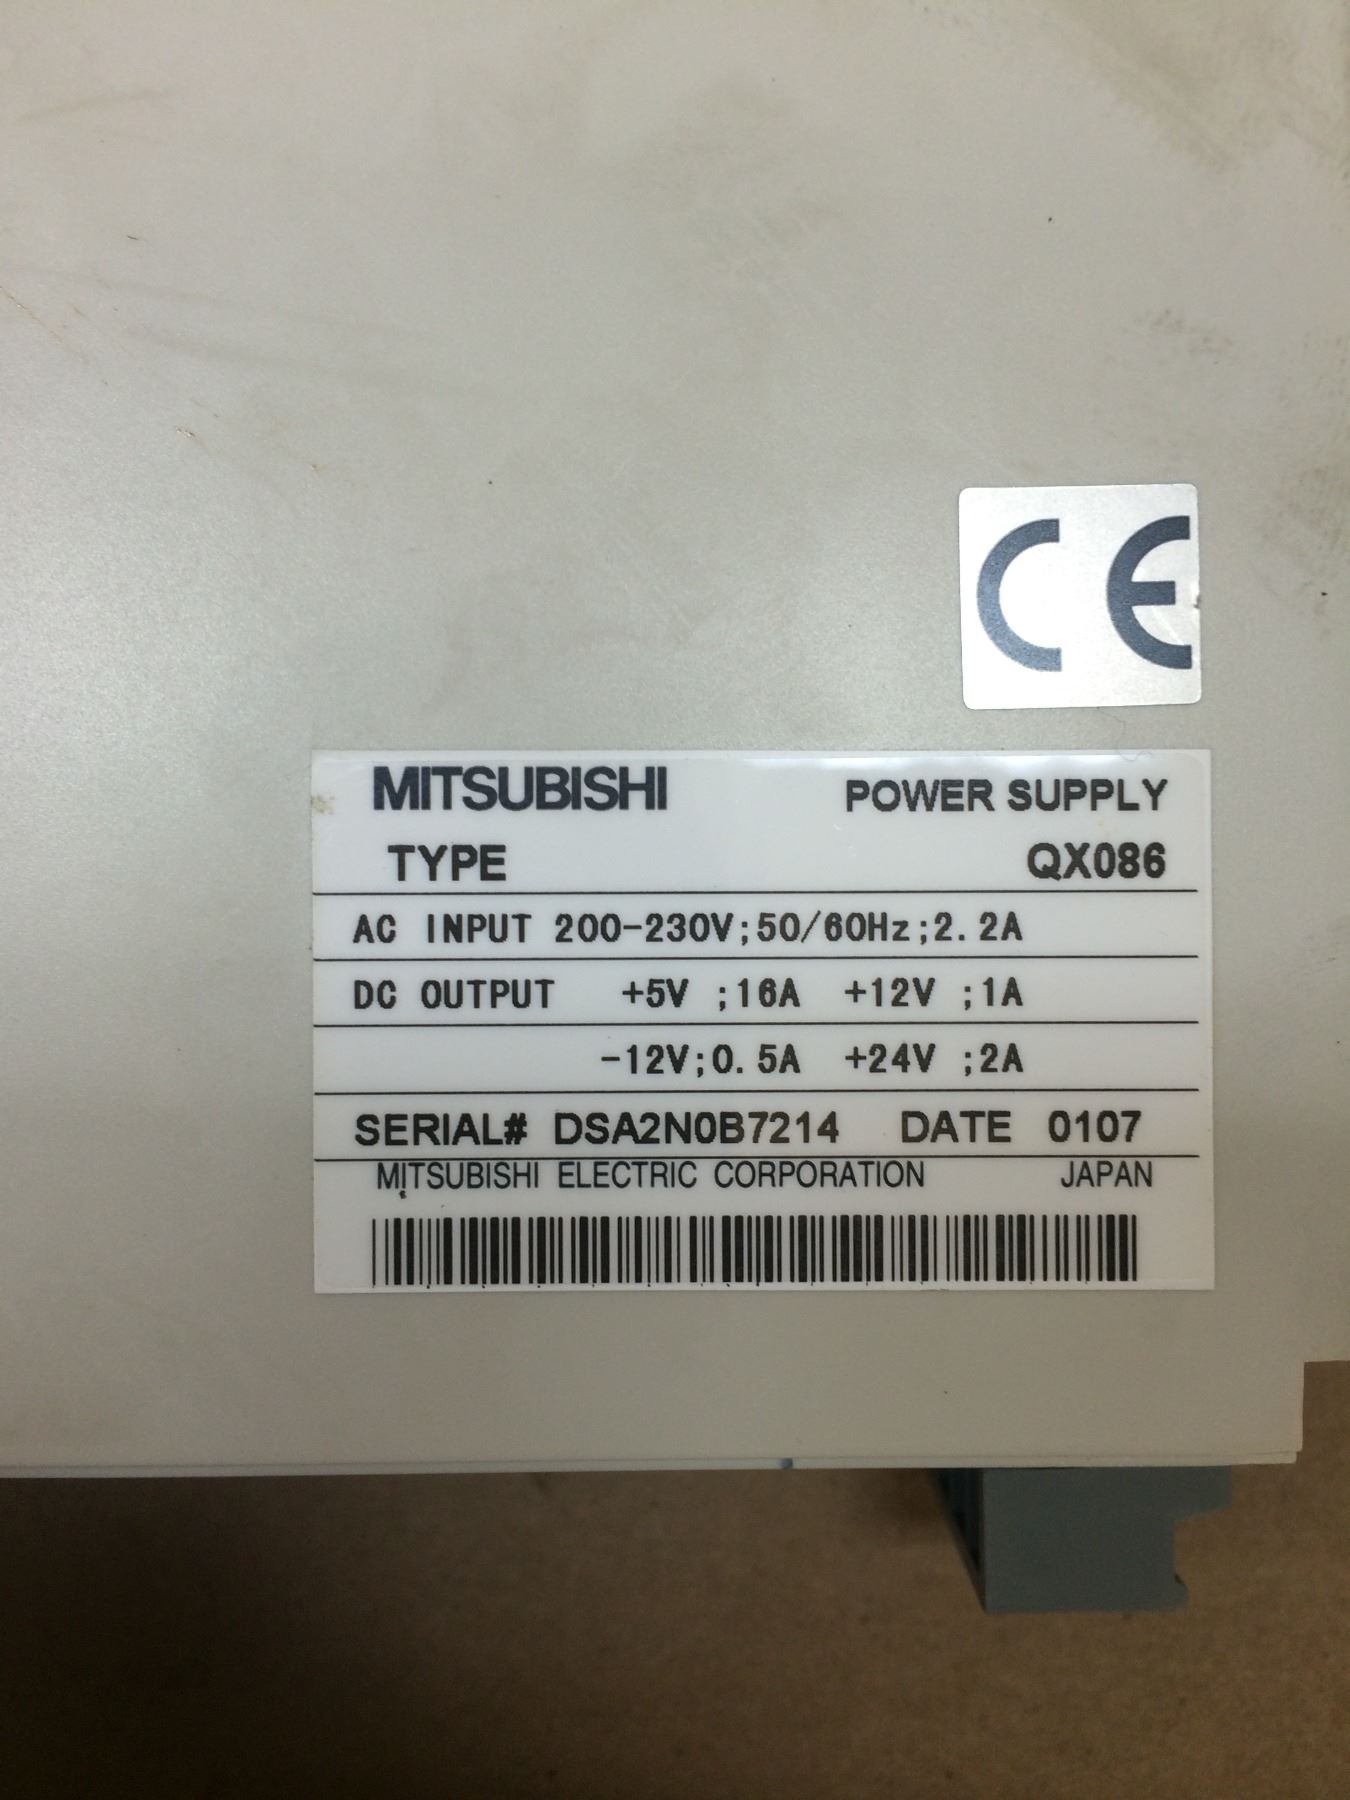 CE
MITSUBISHI POWER SUPPLY
TYPE QX086
AC INPUT 200-230V;50/60Hz;2.2A
DC OUTPUT +5V ;16A +12V ;1A
-12V;0.5A +24V ;2A
SERIAL# DSA2N0B7214 DATE 0107
MITSUBISHI ELECTRIC CORPORATION JAPAN